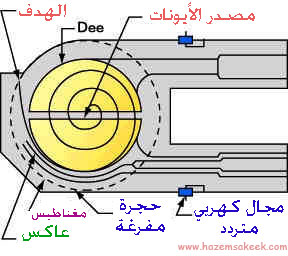 الهدف
مصدر الأيونات
Dee
مغناطيس
عاكس
حجرة
مفرغة
مجال كهربي
متردد
www.hazemsakeek.com